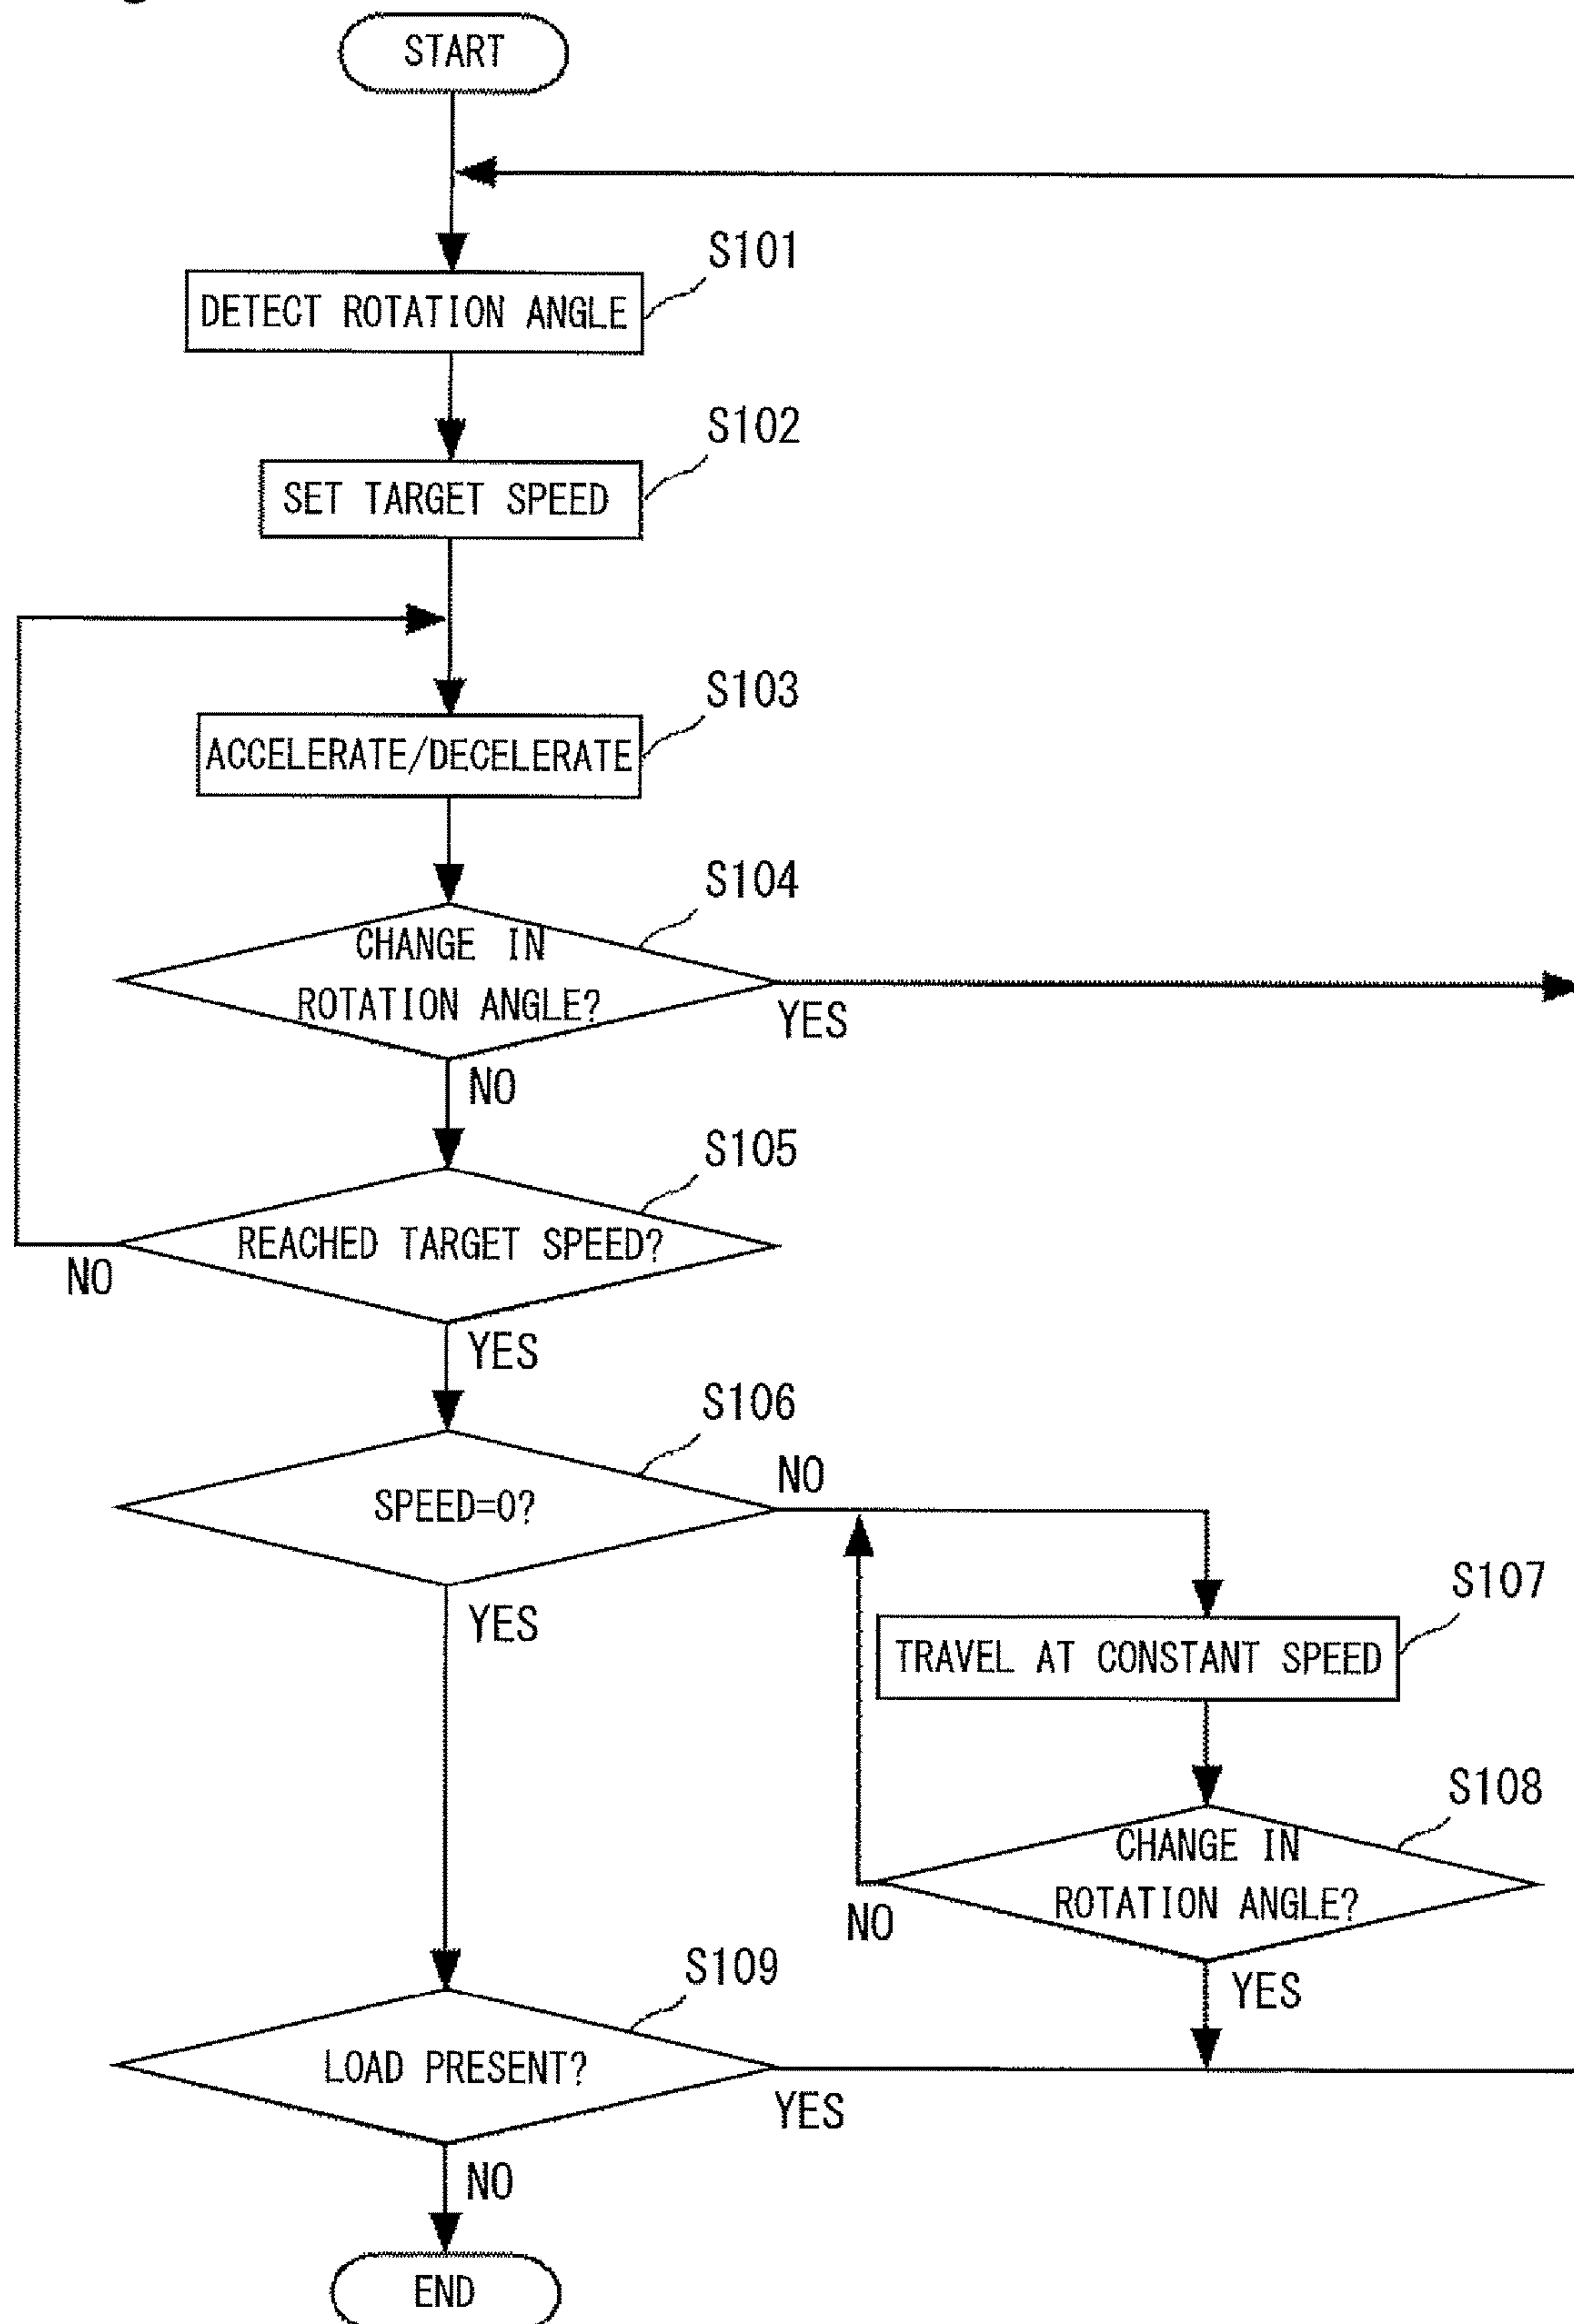 START
S101
DETECT ROTATION ANGLE
S102
SET TARGET SPEED
S103
ACCELERATE/DECELERATE
S104
CHANGE IN
ROTATION ANGLE?
YES
NO
S105
REACHED TARGET SPEED?
NO
YES
S106
NO
SPEED=0?
S107
YES
TRAVEL AT CONSTANT SPEED
S108
CHANGE IN
ROTATION ANGLE?
NO
S109
YES
LOAD PRESENT?
YES
NO
END